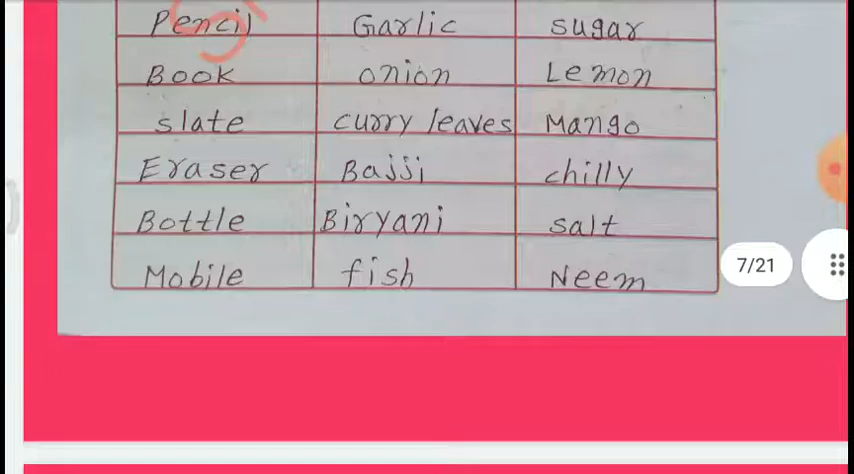 Pencil Garlic sugar
Book onion Lemon
slate curry leaves Mango
Eraser Bajji chilly
Bottle Biryani salt
Mobile fish Neem
7/21